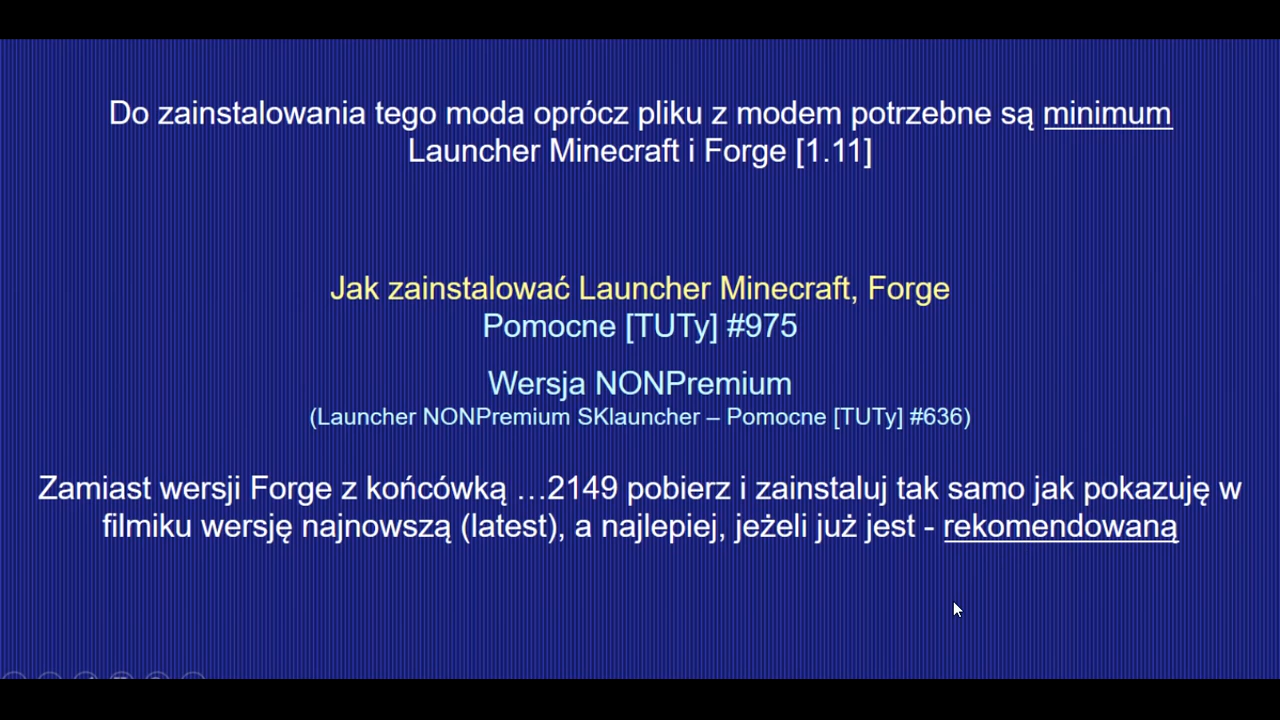 Do zainstalowania tego moda oprócz pliku z modem potrzebne są minimum
Launcher Minecraft i Forge [1.11]
Jak zainstalować Launcher Minecraft, Forge
Pomocne [TUTy] #975
Wersja NONPremium
(Launcher NONPremium SKlauncher – Pomocne [TUTy] #636)
Zamiast wersji Forge z końcówką …2149 pobierz i zainstaluj tak samo jak pokazuję w
filmiku wersję najnowszą (latest), a najlepiej, jeżeli już jest - rekomendowaną